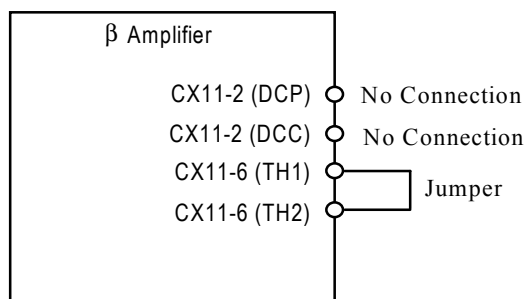 β Amplifier
CX11-2 (DCP) No Connection
CX11-2 (DCC) No Connection
CX11-6 (TH1)
Jumper
CX11-6 (TH2)